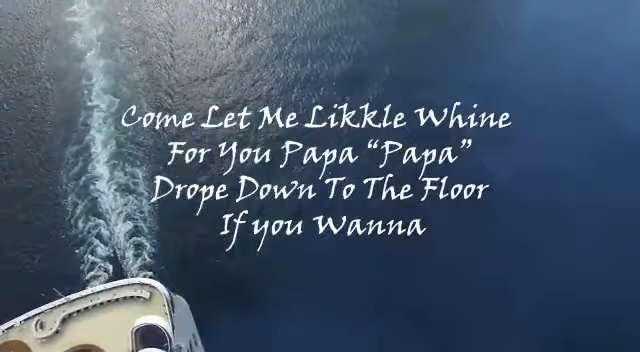 Come Let Me Likkle Whine
For You Papa “Papa”
Drope Down To The Floor
If you Wanna